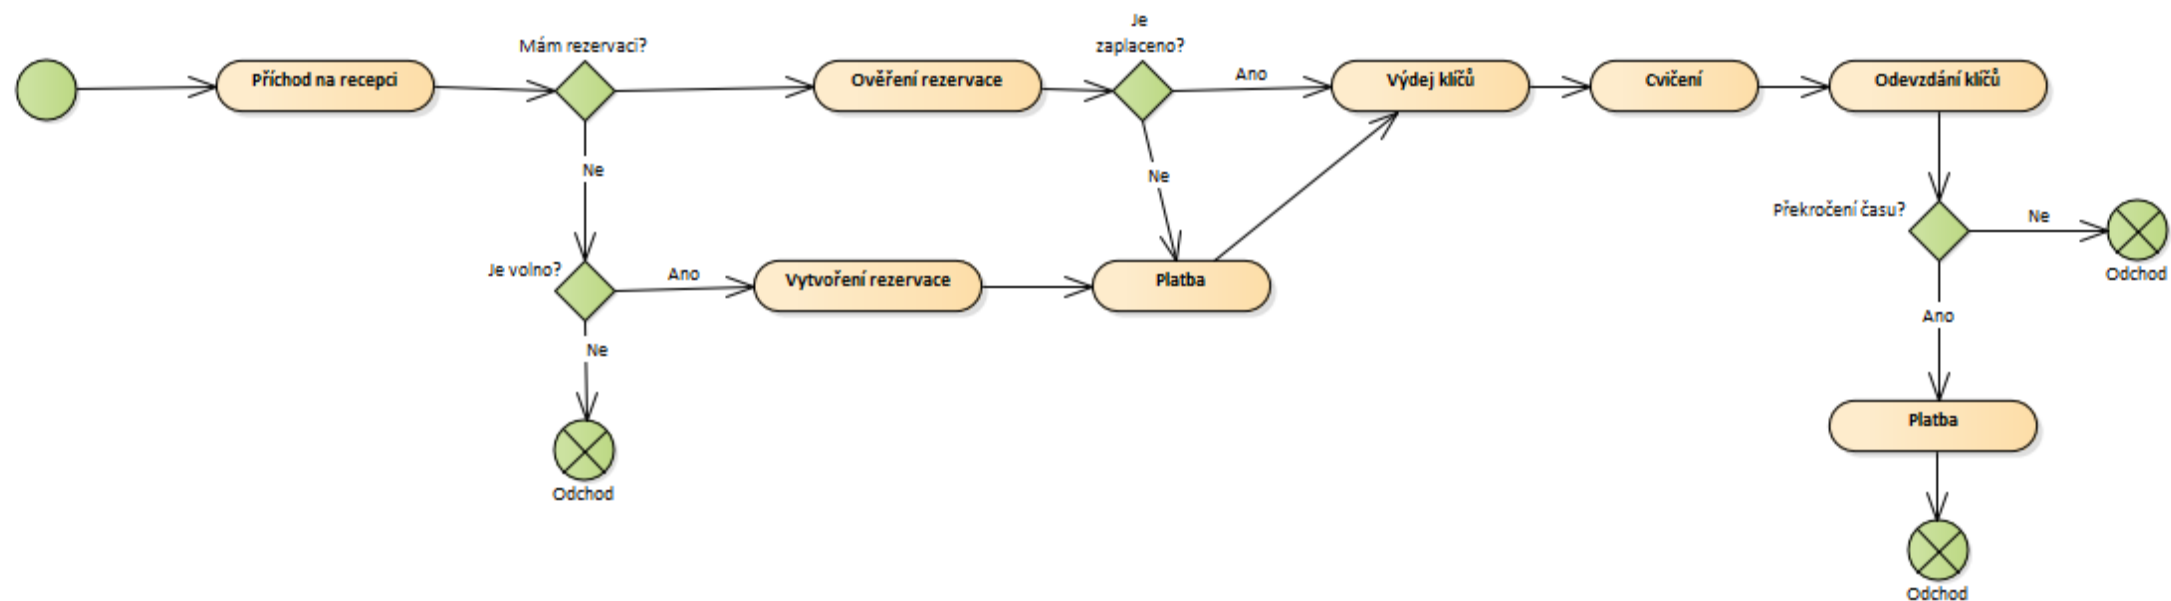 Je
zaplaceno?
Mám rezervaci?
Příchod na recepci
Ověření rezervace
Ano
Výdej klíčů
Cvičení
Odevzdání klíčů
Ne
Ne
Překročení času?
Ne
Odchod
Je volno?
Ano
Vytvoření rezervace
Platba
Ano
Ne
Platba
Odchod
Odchod